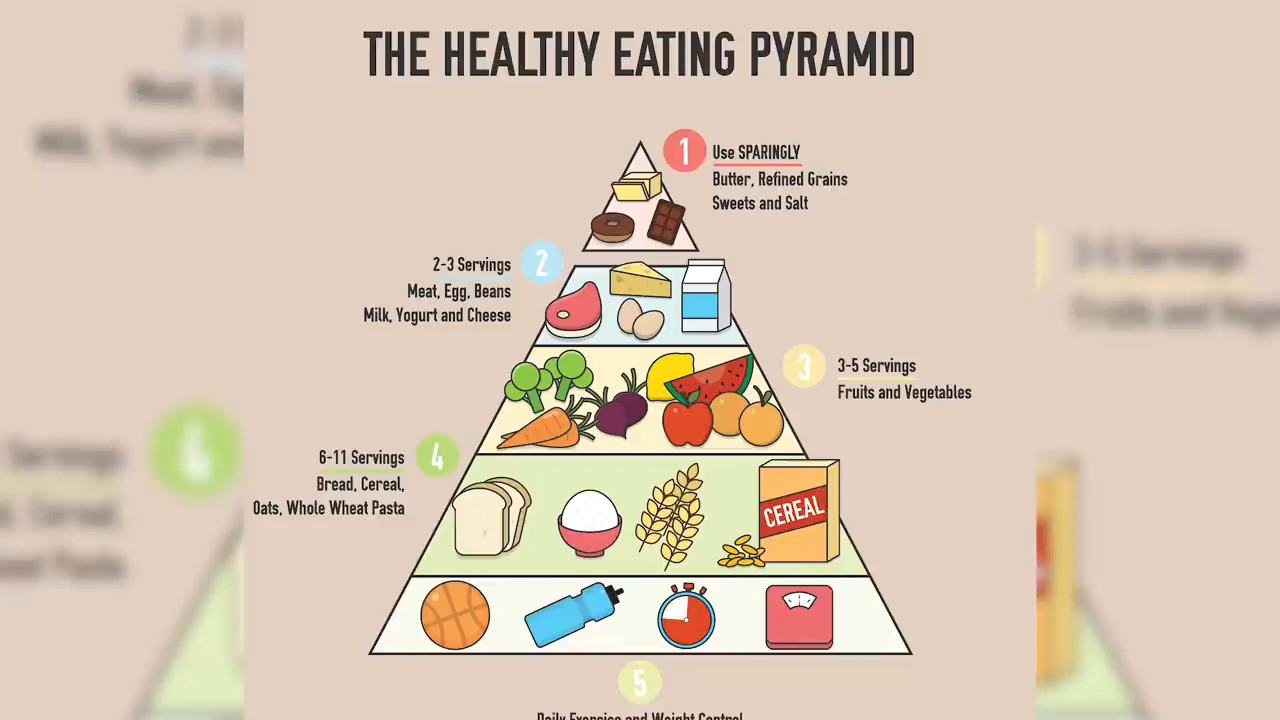 THE HEALTHY EATING PYRAMID
1
Use SPARINGLY
Butter, Refined Grains
Sweets and Salt
2-3 Servings
2
Meat, Egg, Beans
Milk, Yogurt and Cheese
3
3-5 Servings
Fruits and Vegetables
6-11 Servings
4
Bread, Cereal,
Oats, Whole Wheat Pasta
CEREAL
5
Daily Exercise and Weight Control